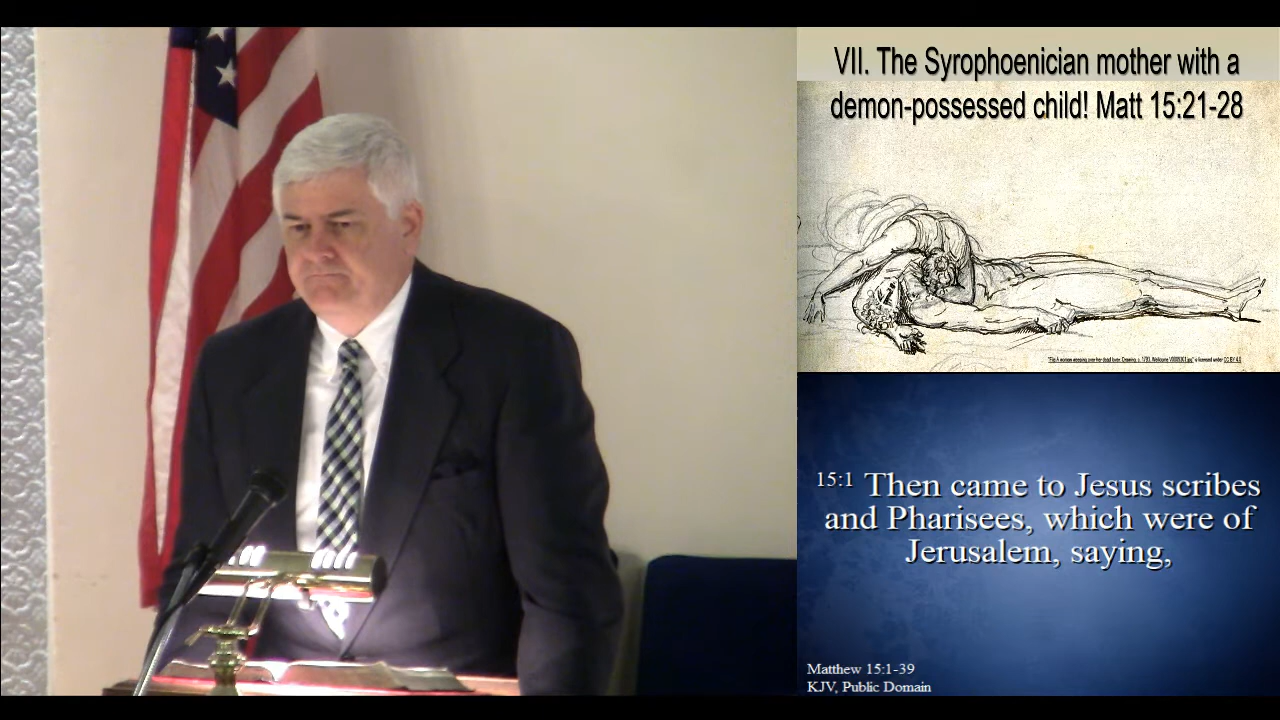 VII. The Syrophoenician mother with a
demon-possessed child! Matt 15:21-28
15:1 Then came to Jesus scribes
and Pharisees, which were of
Jerusalem, saying,
Matthew 15:1-39
KJV, Public Domain